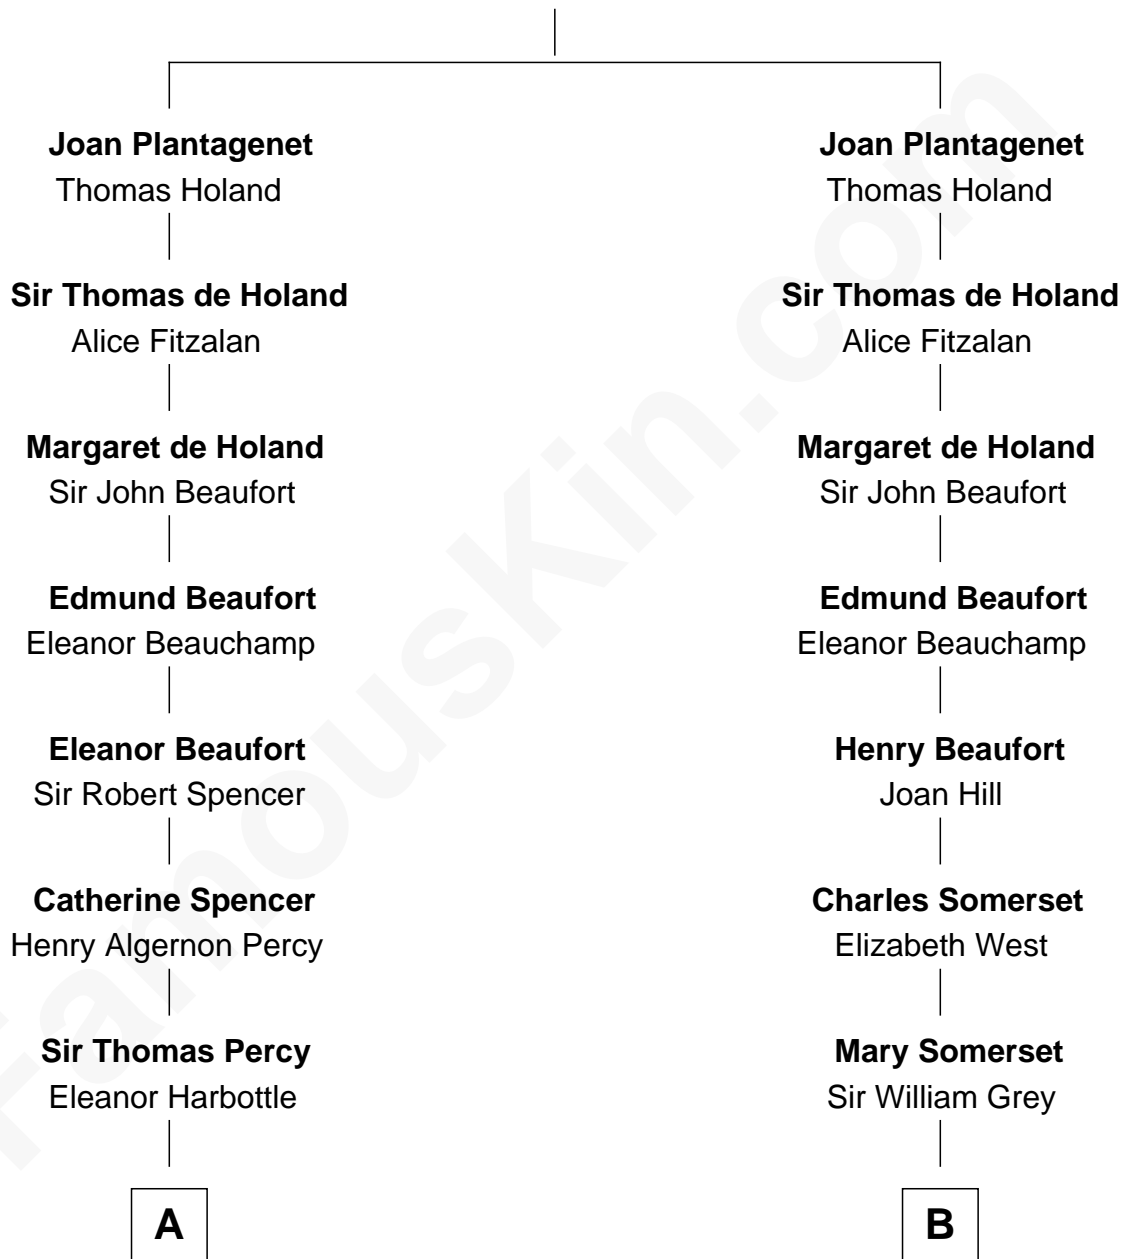 Joan Plantagenet
Thomas Holand
Sir Thomas de Holand
Alice Fitzalan
Margaret de Holand
Sir John Beaufort
Edmund Beaufort
Eleanor Beauchamp
Eleanor Beaufort
Sir Robert Spencer
Catherine Spencer
Henry Algernon Percy
Sir Thomas Percy
Eleanor Harbottle
A
Joan Plantagenet
Thomas Holand
Sir Thomas de Holand
Alice Fitzalan
Margaret de Holand
Sir John Beaufort
Edmund Beaufort
Eleanor Beauchamp
Henry Beaufort
Joan Hill
Charles Somerset
Elizabeth West
Mary Somerset
Sir William Grey
B
FamousKin.com